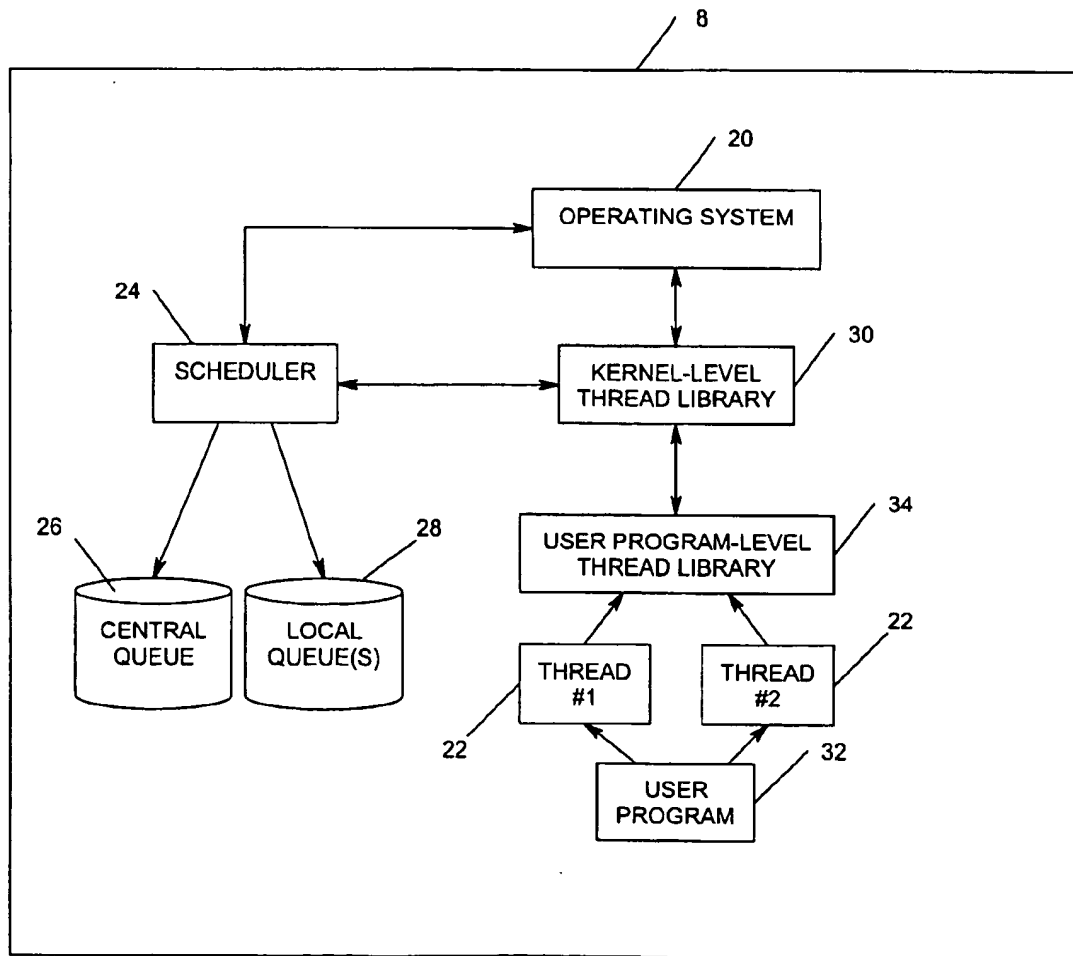 8
20
OPERATING SYSTEM
24
SCHEDULER
30
KERNEL-LEVEL
THREAD LIBRARY
34
USER PROGRAM-LEVEL
THREAD LIBRARY
26
CENTRAL
QUEUE
28
LOCAL
QUEUE(S)
22
THREAD
#1
THREAD
#2
22
32
USER
PROGRAM